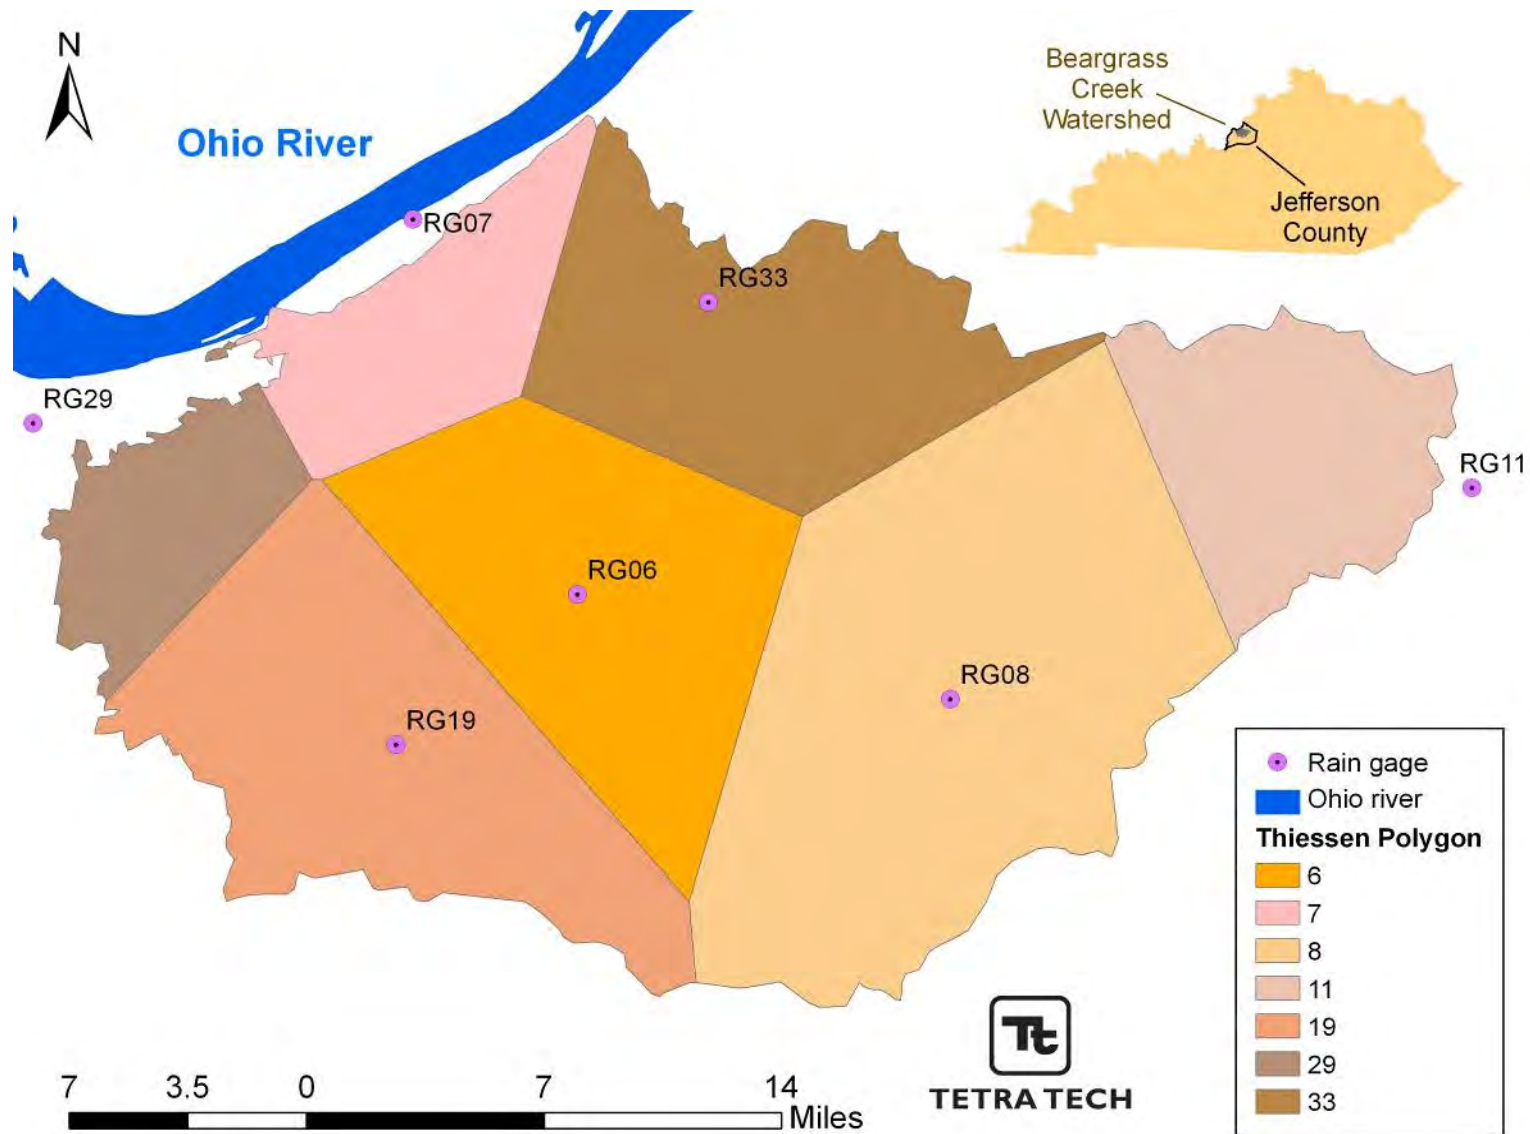 N
Ohio River
Beargrass
Creek
Watershed
Jefferson
County
RG07
RG33
RG29
RG11
RG06
RG08
RG19
Rain gage
Ohio river
Thiessen Polygon
6
7
8
11
19
29
33
Tt
TETRA TECH
7 3.5 0 7 14
Miles